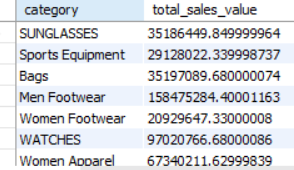 category total_sales_value
SUNGLASSES 35186449.849999964
Sports Equipment 29128022.339998737
Bags 35197089.680000074
Men Footwear 158475284.40001163
Women Footwear 20929647.33000008
WATCHES 97020766.68000086
Women Apparel 67340211.62999839